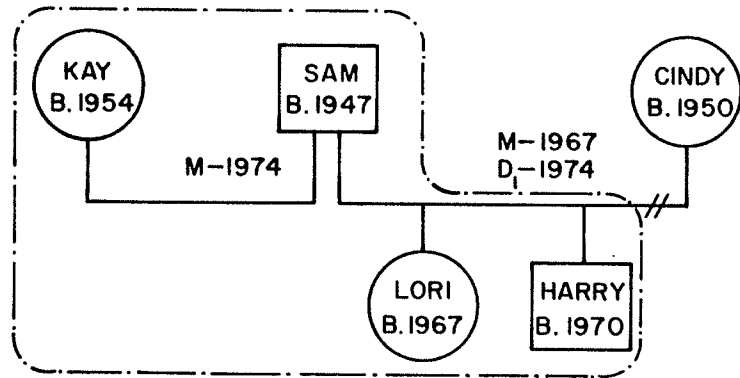 KAY
B. 1954
SAM
B. 1947
CINDY
B. 1950
M-1974
M-1967
D-1974
LORI
B. 1967
HARRY
B. 1970